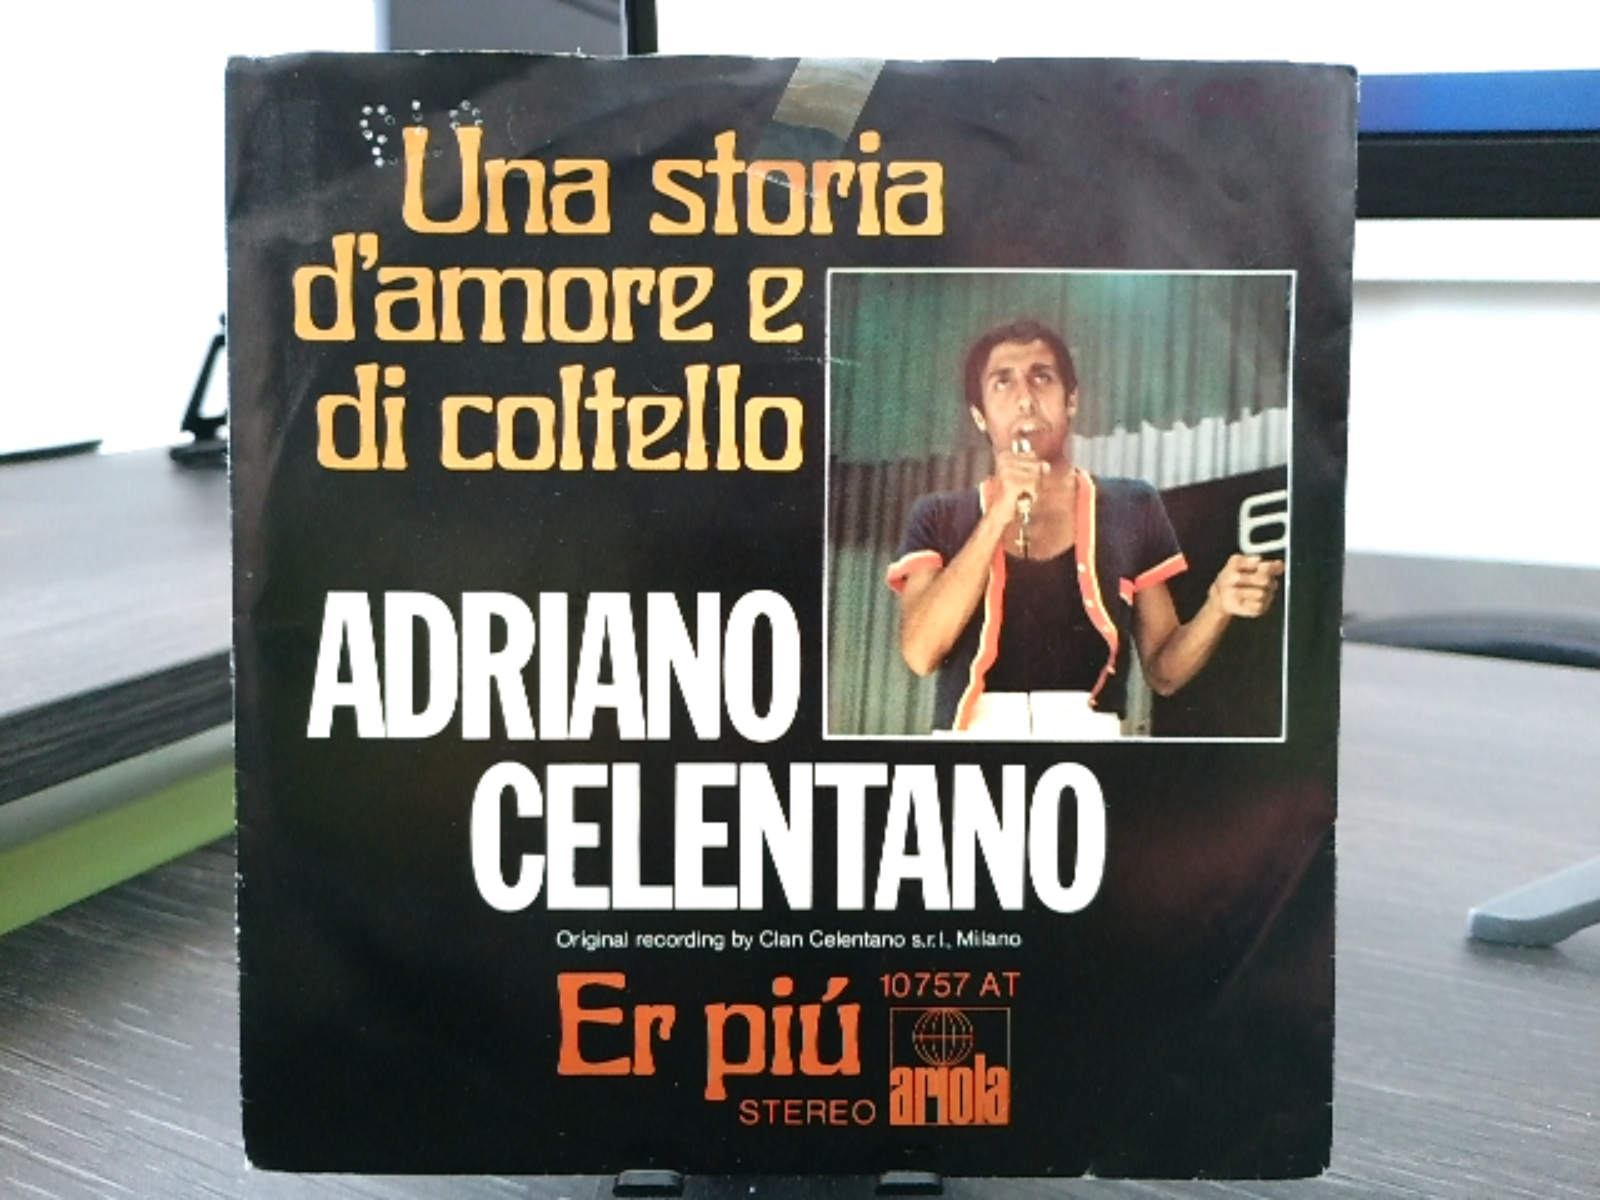 Una storia
d'amore e
di coltello
6
ADRIANO
CELENTANO
Original recording by Clan Celentano s.r.l., Milano
Er piú
10757 AT
ariola
STEREO